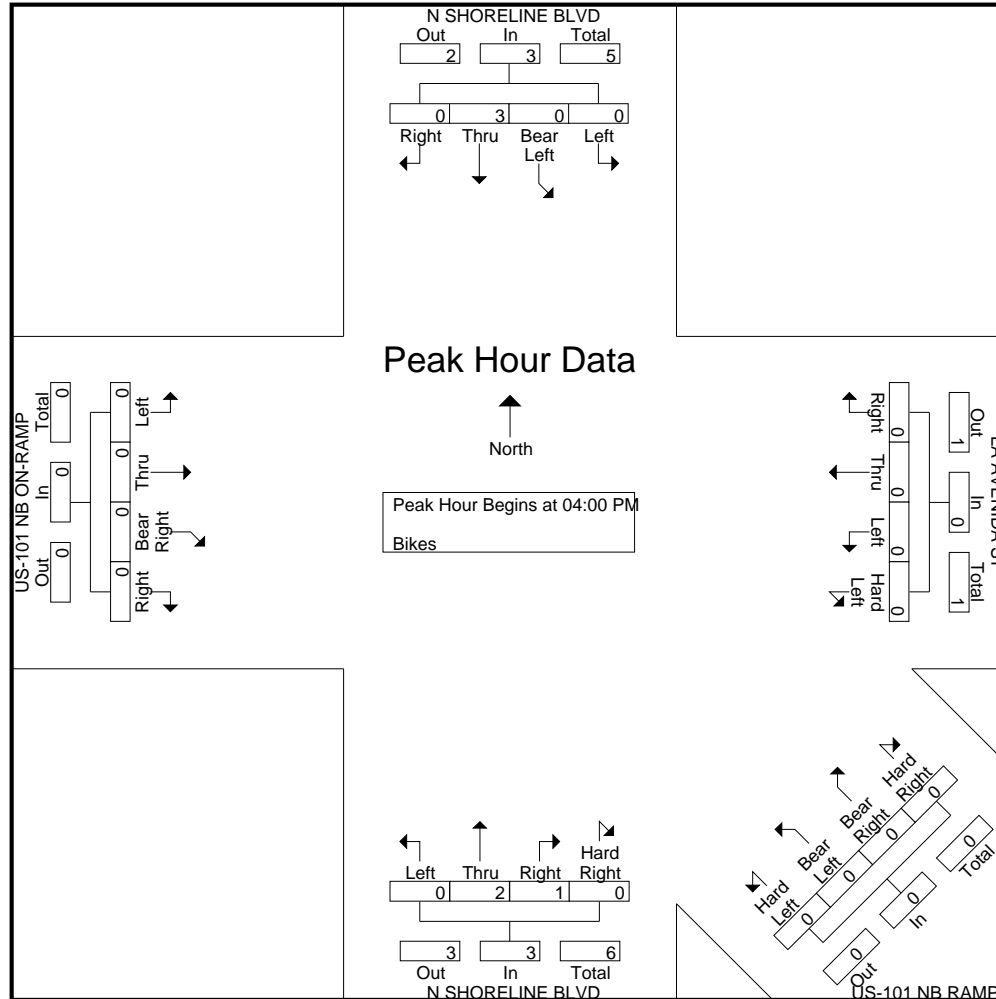 N SHORELINE BLVD
Out In Total
2 3 5
0 3 0 0
Right Thru Bear Left Left
Peak Hour Data
North
Peak Hour Begins at 04:00 PM
Bikes
US-101 NB ON-RAMP
Total In Out
0 0 0
0 0 0 0
Left Thru Bear Right Right
Right Thru Left Hard Left
0 0 0 0
Out In Total
1 0 1
Hard Left Bear Left Bear Right Hard Right
0 0 0 0
Out In Total
0 0 0
US-101 NB RAMP
Left Thru Right Hard Right
0 2 1 0
3 3 6
Out In Total
N SHORELINE BLVD